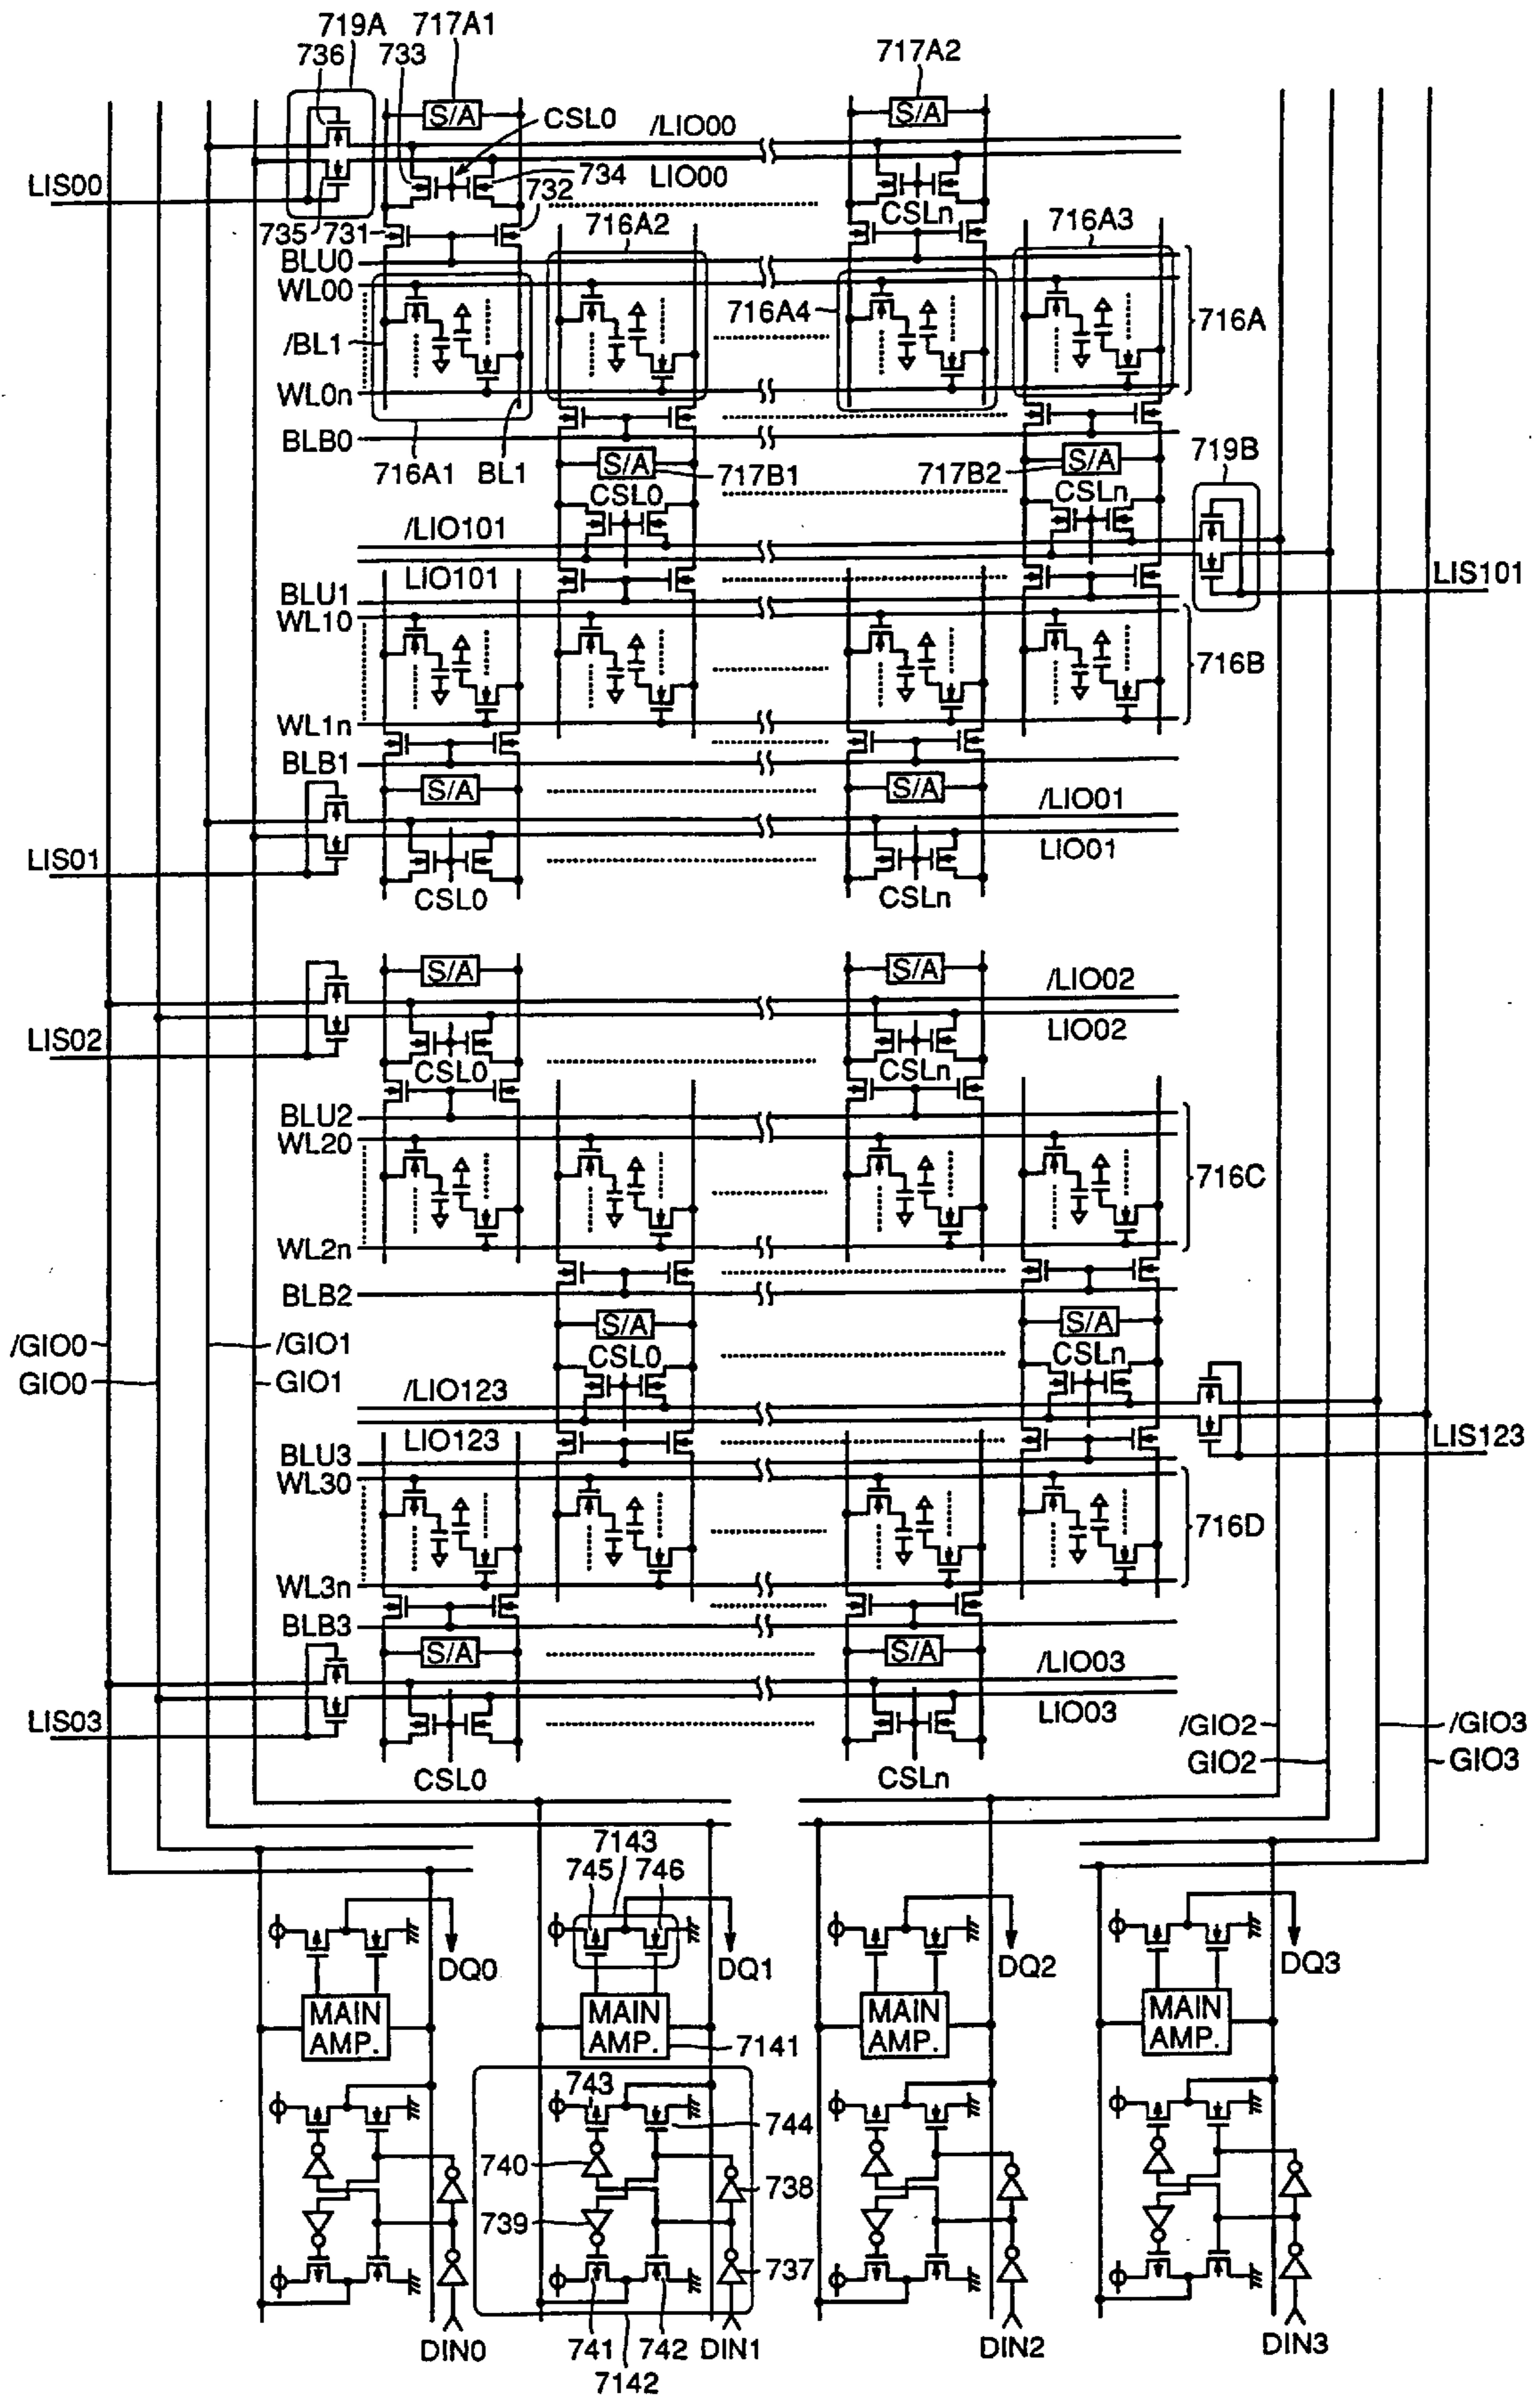 719A 717A1
736 733 717A2
S/A CSL0 /LIO00 S/A
LIS00 734 LIO00
732 CSLn
735 731 716A2 716A3
BLU0
WL00
716A4 716A
/BL1
WL0n
BLB0
716A1 BL1 S/A 717B1 717B2 S/A 719B
CSL0 CSLn
/LIO101
LIO101 LIS101
BLU1
WL10
716B
WL1n
BLB1
S/A S/A
/LIO01
LIO01
LIS01
CSL0 CSLn
S/A S/A
/LIO02
LIO02
LIS02
CSL0 CSLn
BLU2
WL20
716C
WL2n
BLB2
S/A S/A
/GIO0 /GIO1
CSL0 CSLn
GIO0 GIO1
/LIO123
LIO123 LIS123
BLU3
WL30
716D
WL3n
BLB3
S/A S/A
/LIO03
LIO03
LIS03
/GIO2 /GIO3
GIO2 GIO3
CSL0 CSLn
7143
745 746
DQ0 DQ1 DQ2 DQ3
MAIN AMP. MAIN AMP. MAIN AMP. MAIN AMP.
7141
743
744
740
738
739
737
741 742
DIN0 DIN1 DIN2 DIN3
7142